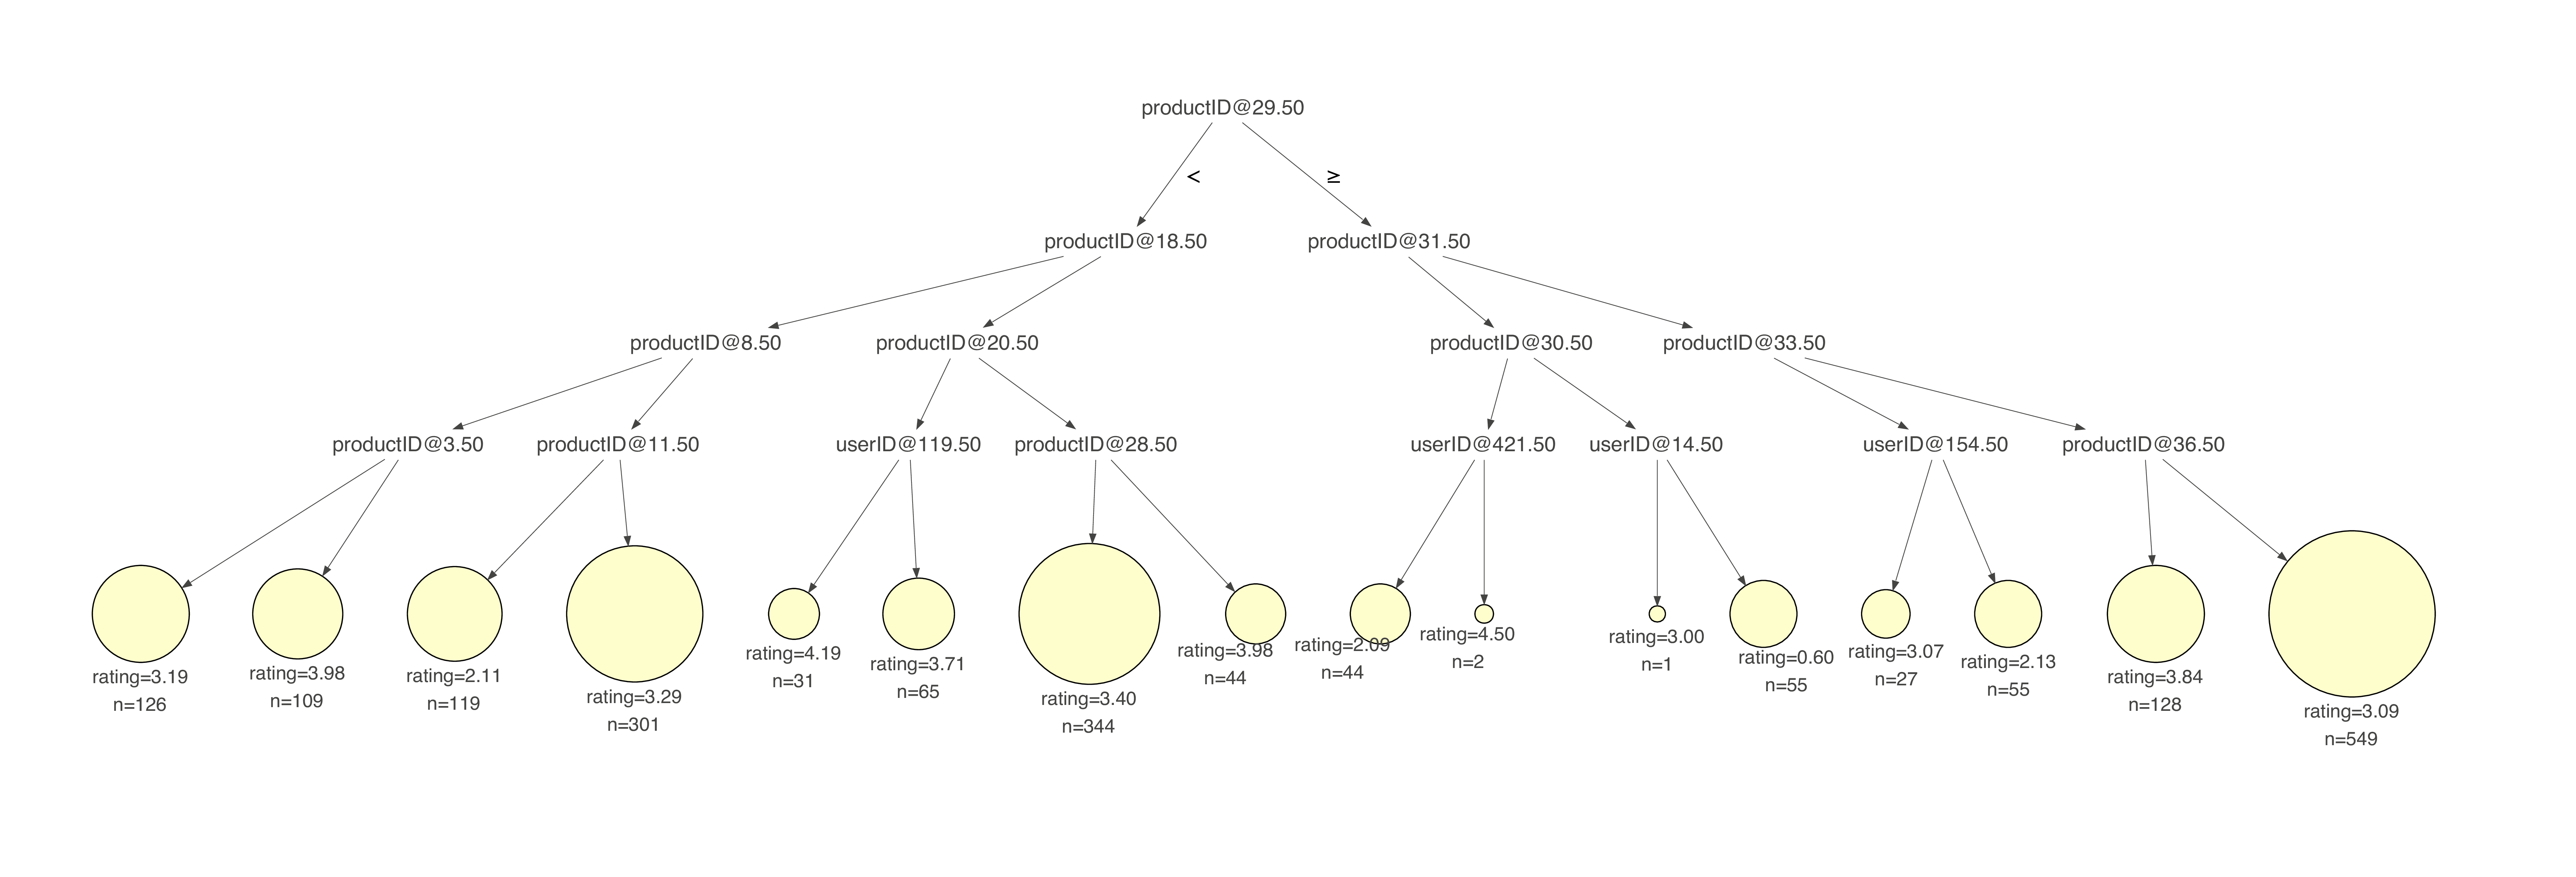 productID@29.50
<
≥
productID@18.50
productID@31.50
productID@8.50
productID@20.50
productID@30.50
productID@33.50
productID@3.50
productID@11.50
userID@119.50
productID@28.50
userID@421.50
userID@14.50
userID@154.50
productID@36.50
rating=3.19
n=126
rating=3.98
n=109
rating=2.11
n=119
rating=3.29
n=301
rating=4.19
n=31
rating=3.71
n=65
rating=3.40
n=344
rating=3.98
n=44
rating=2.09
n=44
rating=4.50
n=2
rating=3.00
n=1
rating=0.60
n=55
rating=3.07
n=27
rating=2.13
n=55
rating=3.84
n=128
rating=3.09
n=549